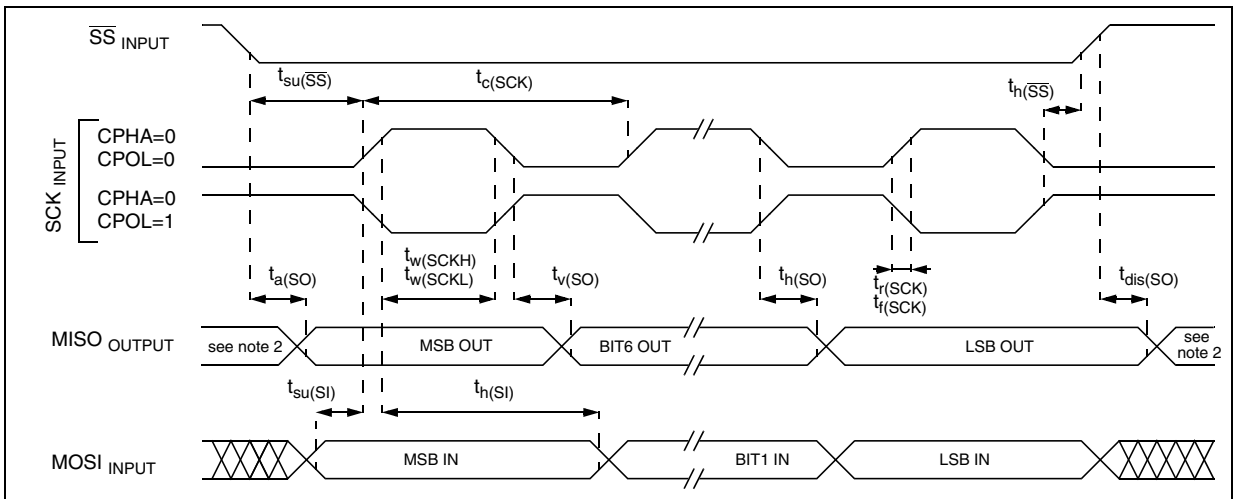 SS INPUT
tsu(SS)
tc(SCK)
th(SS)
SCK INPUT
CPHA=0
CPOL=0
CPHA=0
CPOL=1
ta(SO)
tw(SCKH)
tw(SCKL)
tv(SO)
th(SO)
tr(SCK)
tf(SCK)
tdis(SO)
MISO OUTPUT
see note 2
MSB OUT
BIT6 OUT
LSB OUT
see
note 2
tsu(SI)
th(SI)
MOSI INPUT
MSB IN
BIT1 IN
LSB IN